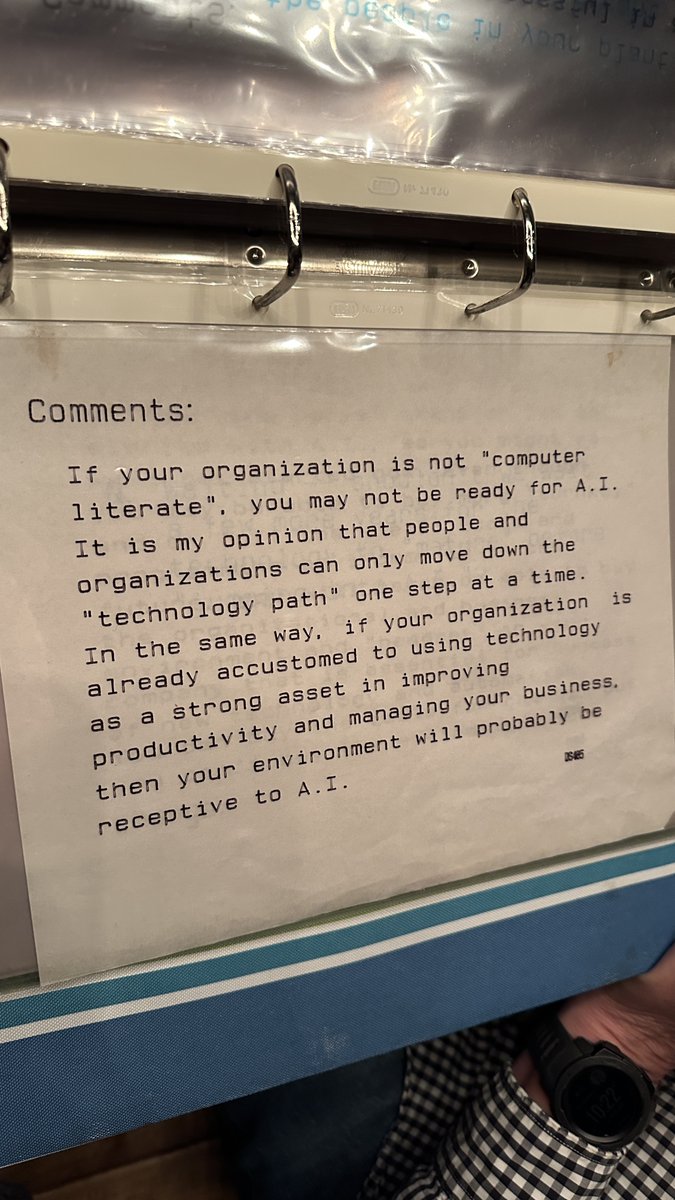 Comments:
If your organization is not "computer
literate", you may not be ready for A.I.
It is my opinion that people and
organizations can only move down the
"technology path" one step at a time.
In the same way, if your organization is
already accustomed to using technology
as a strong asset in improving
productivity and managing your business,
then your environment will probably be
receptive to A.I.